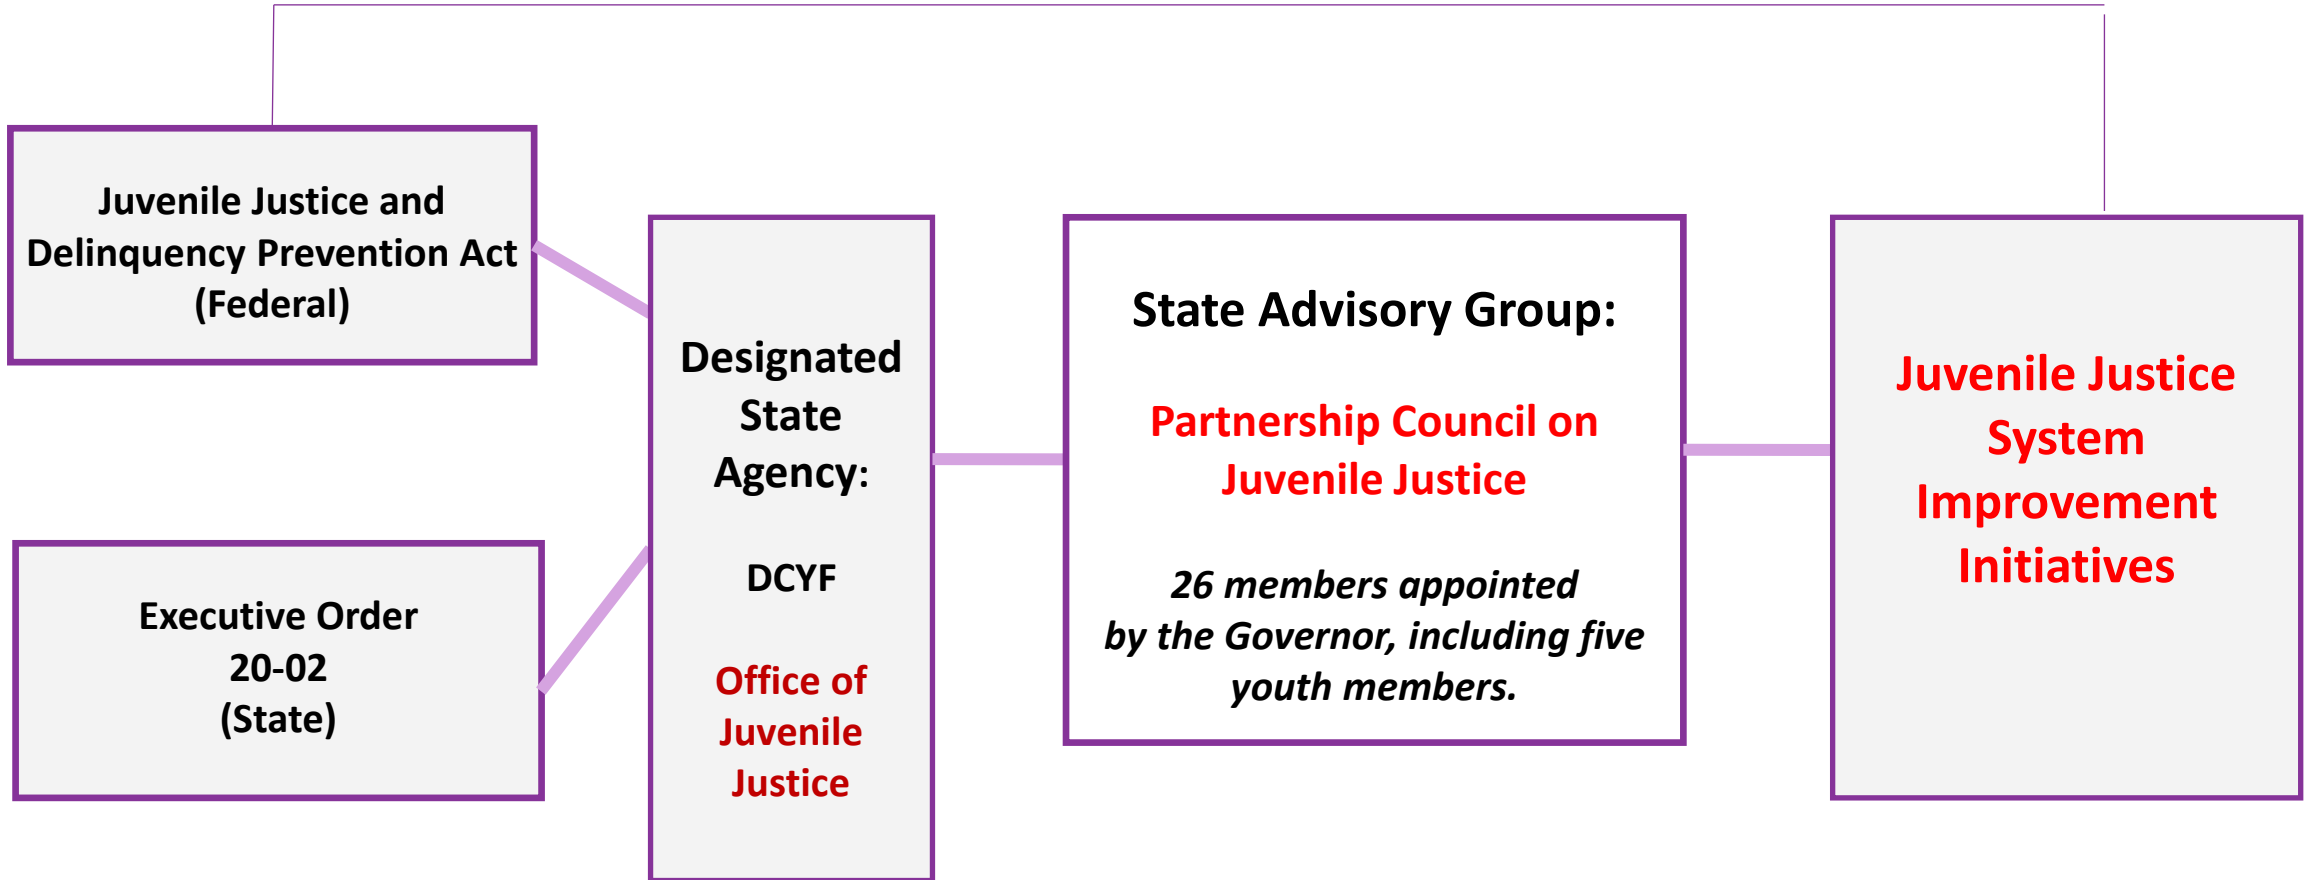 Juvenile Justice and
Delinquency Prevention Act
(Federal)
Executive Order
20-02
(State)
Designated
State
Agency:
DCYF
Office of
Juvenile
Justice
State Advisory Group:
Partnership Council on
Juvenile Justice
26 members appointed
by the Governor, including five
youth members.
Juvenile Justice
System
Improvement
Initiatives